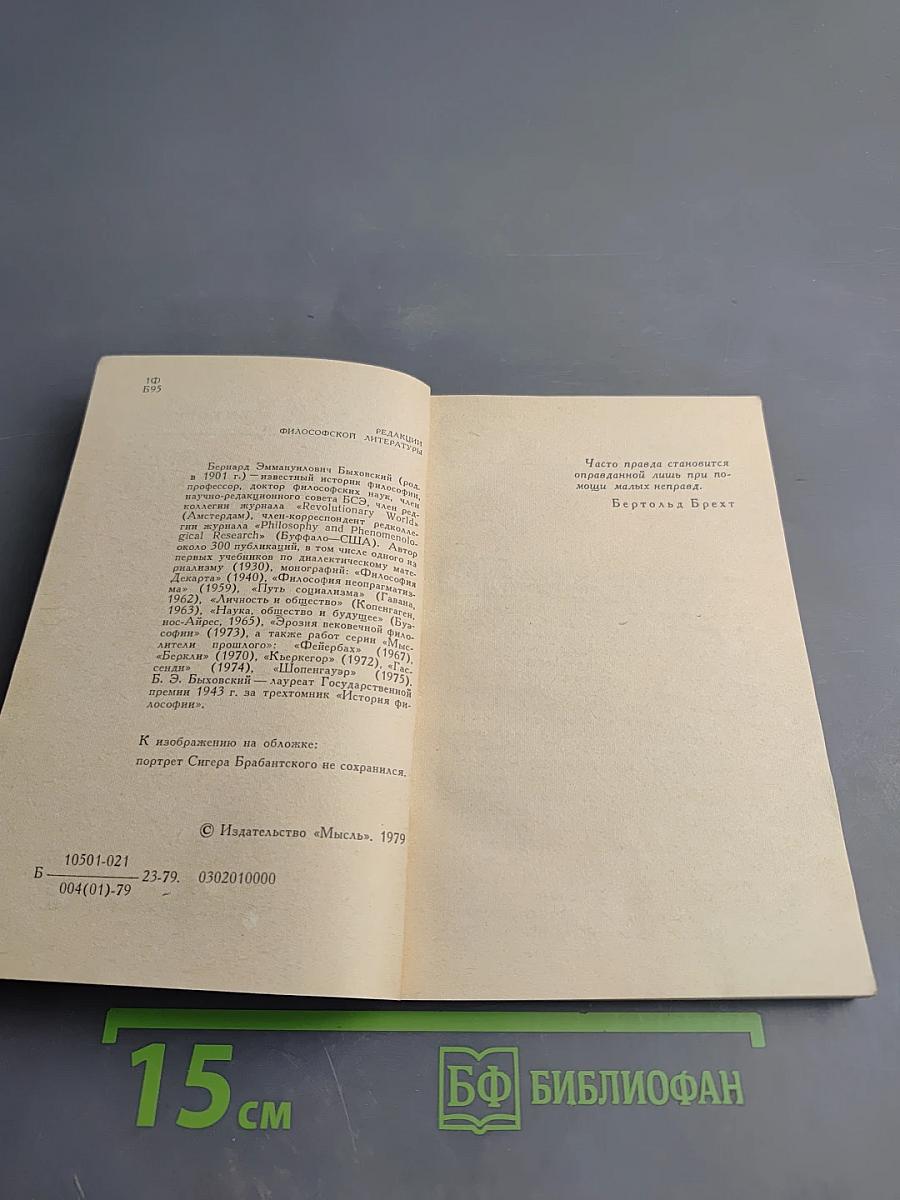 1Ф
Б95
РЕДАКЦИИ
ФИЛОСОФСКОЙ ЛИТЕРАТУРЫ
Бернард Эммануилович Быховский (род.
в 1901 г.) — известный историк философии,
профессор, доктор философских наук, член
научно-редакционного совета БСЭ, член ред-
коллегии журнала «Revolutionary World»
(Амстердам), член-корреспондент редколле-
гии журнала «Philosophy and Phenomenolo-
gical Research» (Буффало—США). Автор
около 300 публикаций, в том числе одного из
первых учебников по диалектическому мате-
риализму (1930), монографий: «Философия
Декарта» (1940), «Философия неопрагматиз-
ма» (1959), «Путь социализма» (Гавана,
1962), «Личность и общество» (Копенгаген,
1963), «Наука, общество и будущее» (Буэ-
нос-Айрес, 1965), «Эрозия вековечной фило-
софии» (1973), а также работ серии «Мыс-
лители прошлого»: «Фейербах» (1967),
«Беркли» (1970), «Кьеркегор» (1972), «Гас-
сенди» (1974), «Шопенгауэр» (1975).
Б. Э. Быховский — лауреат Государственной
премии 1943 г. за трехтомник «История фи-
лософии».
К изображению на обложке:
портрет Сигера Брабантского не сохранился.
© Издательство «Мысль». 1979
Б 10501-021
004(01)-79 23-79. 0302010000
Часто правда становится
оправданной лишь при по-
мощи малых неправд.
Бертольд Брехт
15 см
БФ БИБЛИОФАН